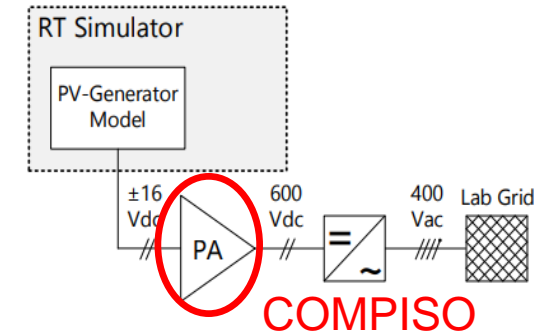 RT Simulator
PV-Generator
Model
±16
Vdc
PA
600
Vdc
=
~
400
Vac
Lab Grid
COMPISO